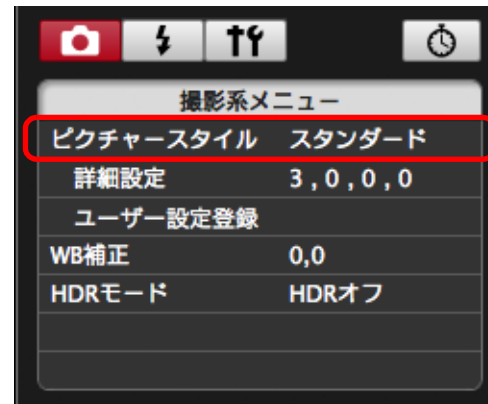 撮影系メニュー
ピクチャースタイル スタンダード
詳細設定 3,0,0,0
ユーザー設定登録
WB補正 0,0
HDRモード HDRオフ